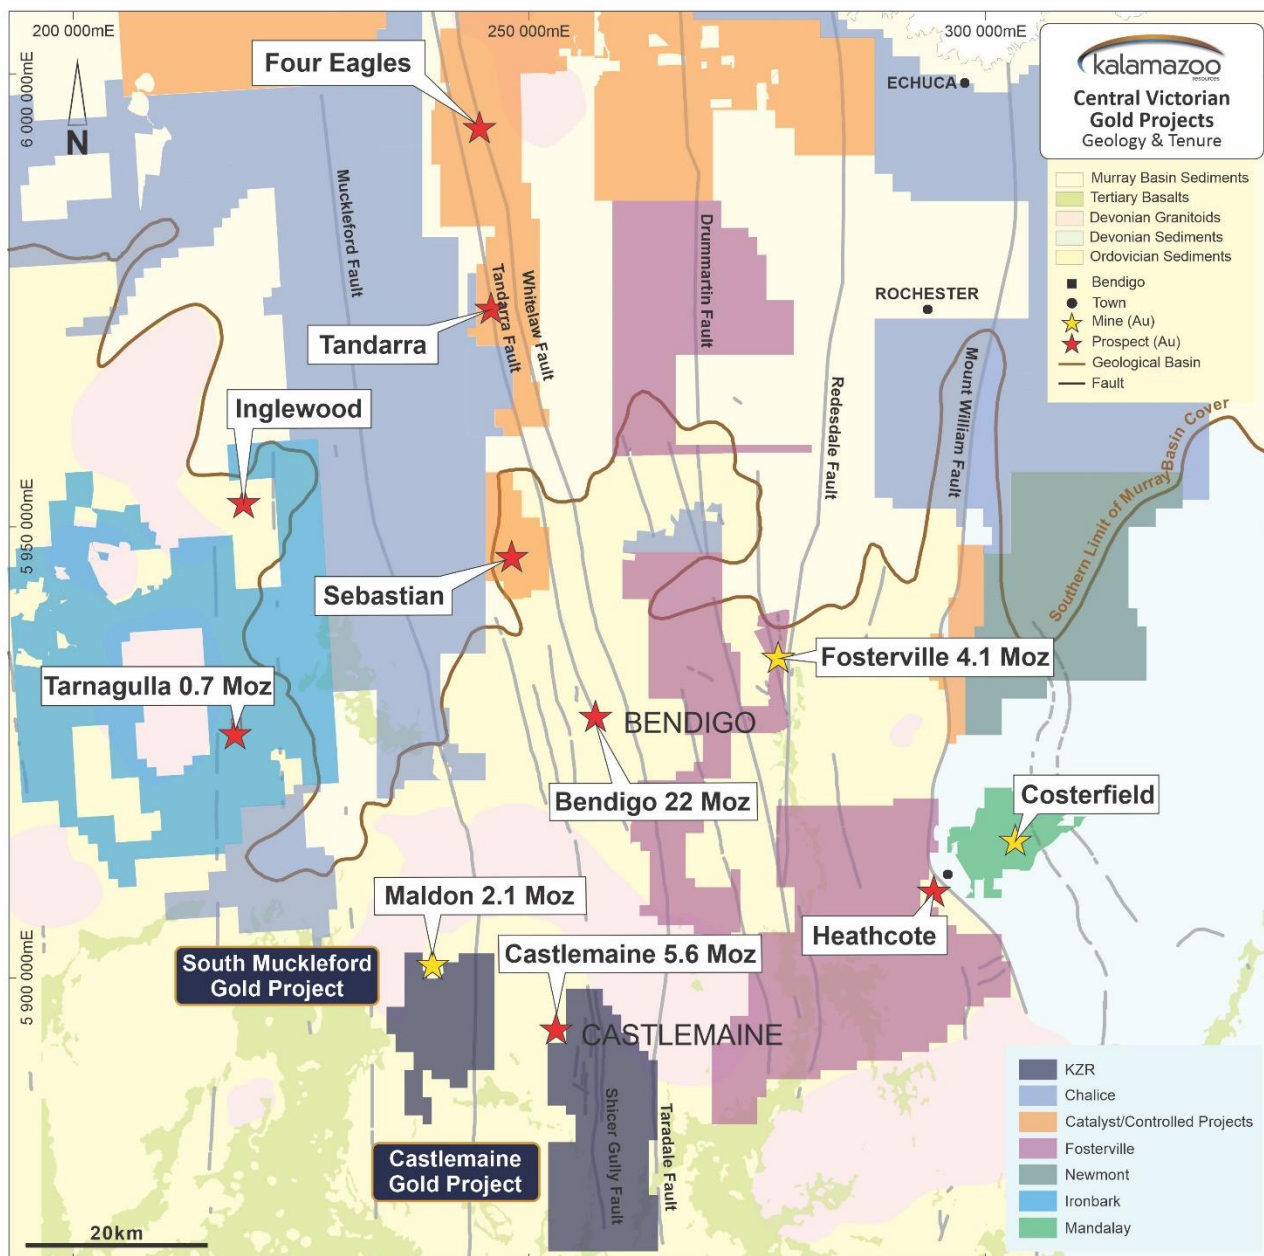 200 000mE
250 000mE
300 000mE
6 000 000mE
5 950 000mE
5 900 000mE
N
kalamazoo
resources
Central Victorian
Gold Projects
Geology & Tenure
Murray Basin Sediments
Tertiary Basalts
Devonian Granitoids
Devonian Sediments
Ordovician Sediments
Bendigo
Town
Mine (Au)
Prospect (Au)
Geological Basin
Fault
Four Eagles
ECHUCA
Muckleford Fault
Tandarra Fault
Whitelaw Fault
Drummartin Fault
Redesdale Fault
Mount William Fault
ROCHESTER
Tandarra
Inglewood
Southern Limit of Murray Basin Cover
Sebastian
Fosterville 4.1 Moz
Tarnagulla 0.7 Moz
BENDIGO
Bendigo 22 Moz
Costerfield
Maldon 2.1 Moz
Heathcote
Castlemaine 5.6 Moz
South Muckleford
Gold Project
CASTLEMAINE
Shicer Gully Fault
Taradale Fault
Castlemaine
Gold Project
20km
KZR
Chalice
Catalyst/Controlled Projects
Fosterville
Newmont
Ironbark
Mandalay